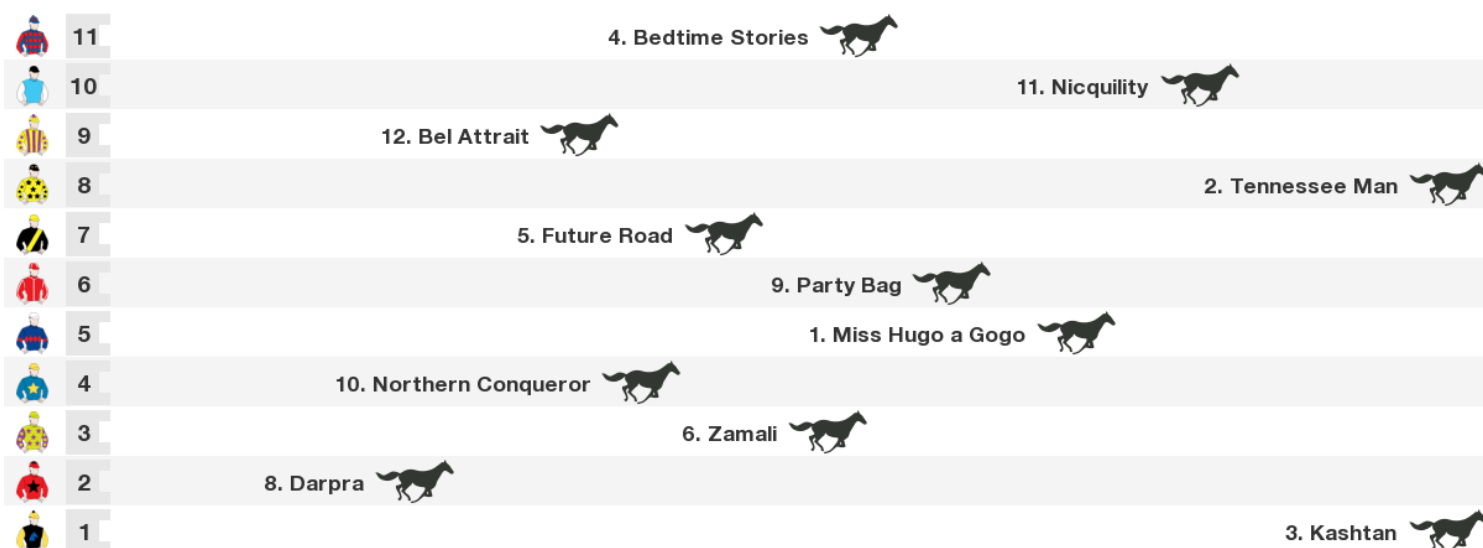 11 4. Bedtime Stories
10 11. Nicquility
9 12. Bel Attrait
8 2. Tennessee Man
7 5. Future Road
6 9. Party Bag
5 1. Miss Hugo a Gogo
4 10. Northern Conqueror
3 6. Zamali
2 8. Darpra
1 3. Kashtan